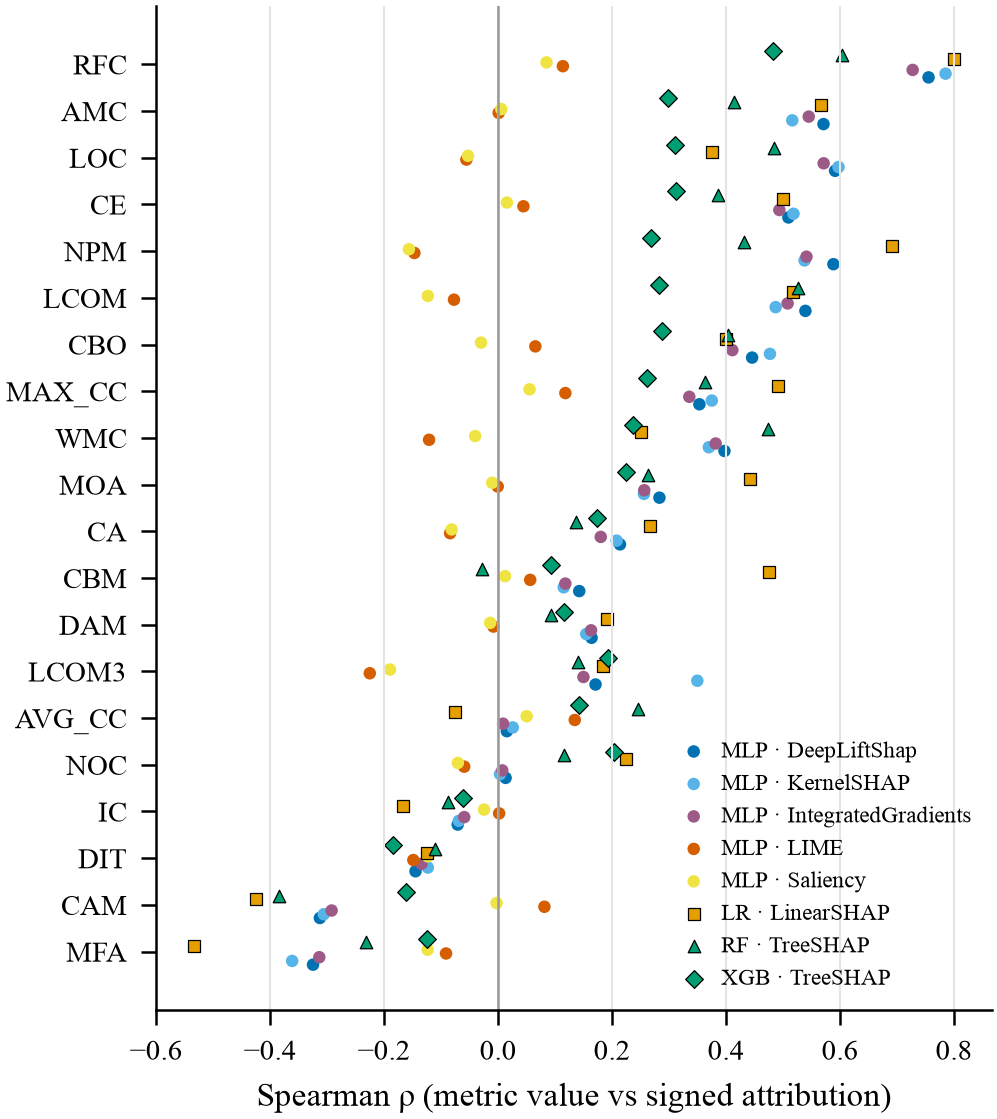 RFC
AMC
LOC
CE
NPM
LCOM
CBO
MAX_CC
WMC
MOA
CA
CBM
DAM
LCOM3
AVG_CC
NOC
IC
DIT
CAM
MFA
MLP · DeepLiftShap
MLP · KernelSHAP
MLP · IntegratedGradients
MLP · LIME
MLP · Saliency
LR · LinearSHAP
RF · TreeSHAP
XGB · TreeSHAP
−0.6 −0.4 −0.2 0.0 0.2 0.4 0.6 0.8
Spearman ρ (metric value vs signed attribution)